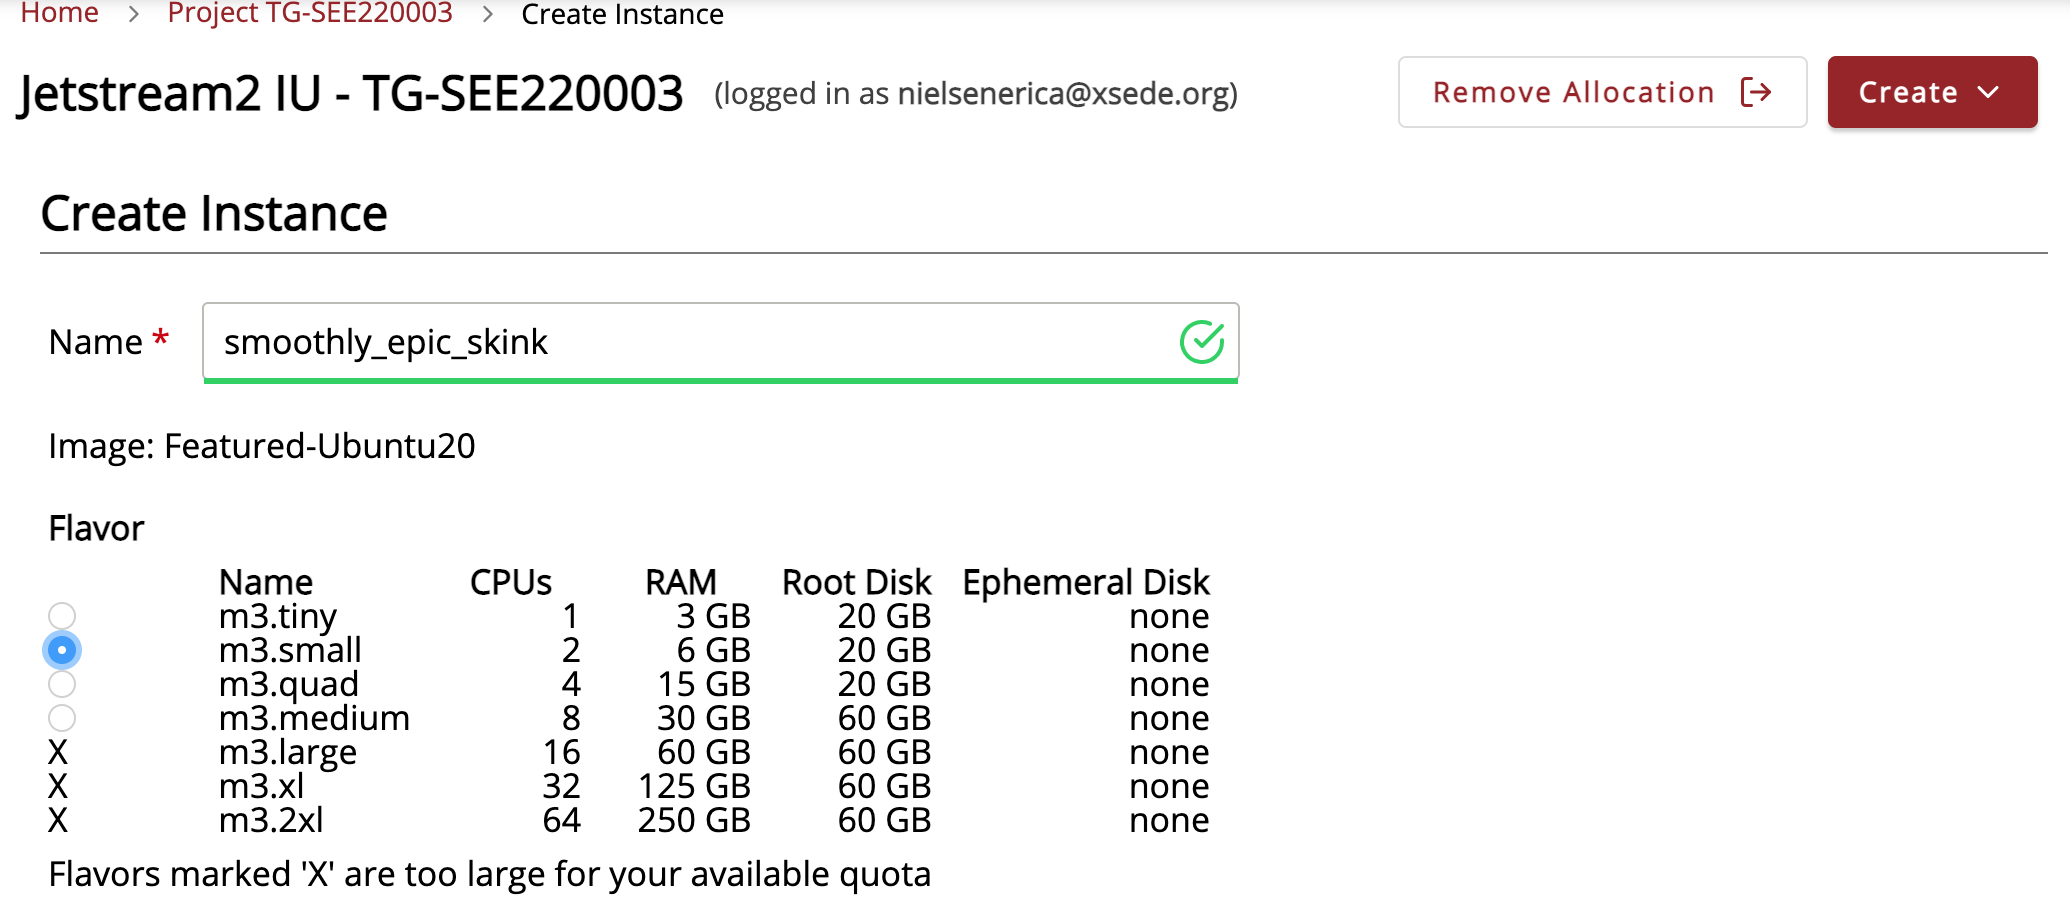 Home > Project TG-SEE220003 > Create Instance
Jetstream2 IU - TG-SEE220003 (logged in as nielsenerica@xsede.org) Remove Allocation Create
Create Instance
Name * smoothly_epic_skink
Image: Featured-Ubuntu20
Flavor
Name CPUs RAM Root Disk Ephemeral Disk
m3.tiny 1 3 GB 20 GB none
m3.small 2 6 GB 20 GB none
m3.quad 4 15 GB 20 GB none
m3.medium 8 30 GB 60 GB none
X m3.large 16 60 GB 60 GB none
X m3.xl 32 125 GB 60 GB none
X m3.2xl 64 250 GB 60 GB none
Flavors marked 'X' are too large for your available quota